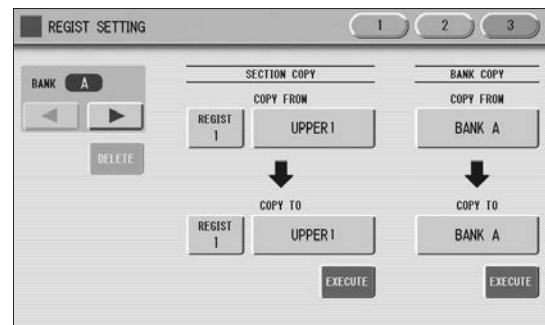 REGIST SETTING
1
2
3
BANK A
DELETE
SECTION COPY
COPY FROM
REGIST
1
UPPER1
COPY TO
REGIST
1
UPPER1
EXECUTE
BANK COPY
COPY FROM
BANK A
COPY TO
BANK A
EXECUTE